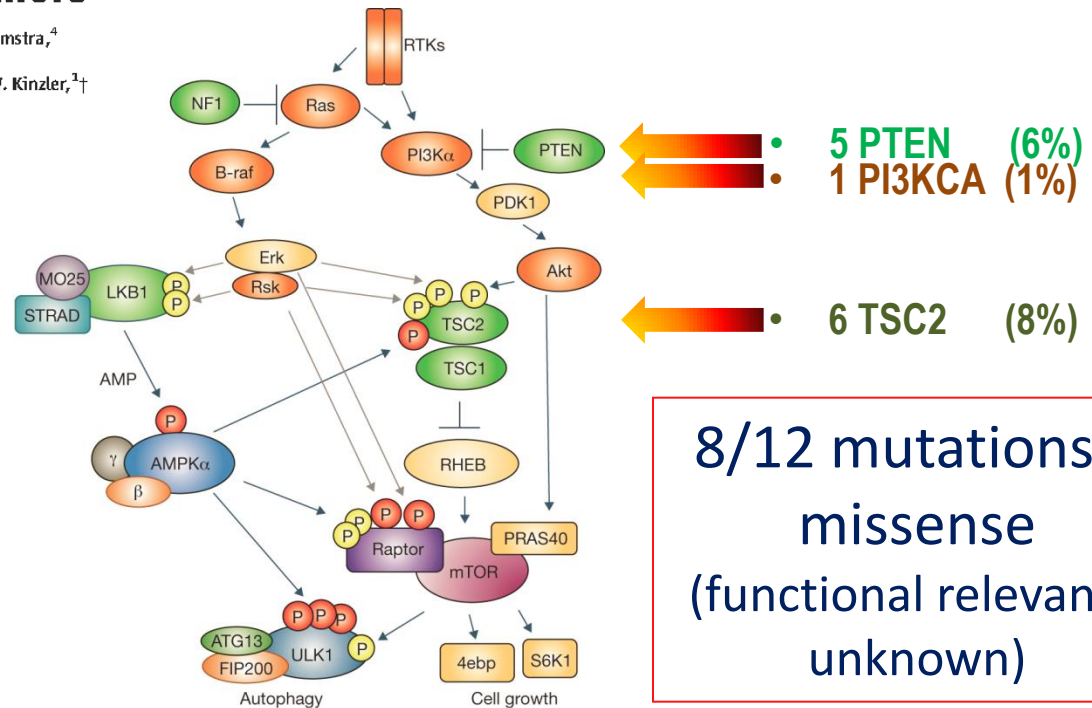 mstra,4
. Kinzler,1†
RTKs
NF1
Ras
PI3Kα
PTEN
B-raf
PDK1
Erk
Rsk
Akt
MO25
LKB1
P
P
STRAD
P
P
P
P
TSC2
TSC1
AMP
P
γ
AMPKα
β
RHEB
P
P
P
P
Raptor
PRAS40
mTOR
P
P
P
P
ATG13
ULK1
FIP200
4ebp
S6K1
Autophagy
Cell growth
• 5 PTEN (6%)
• 1 PI3KCA (1%)
• 6 TSC2 (8%)
8/12 mutations
missense
(functional relevan
unknown)